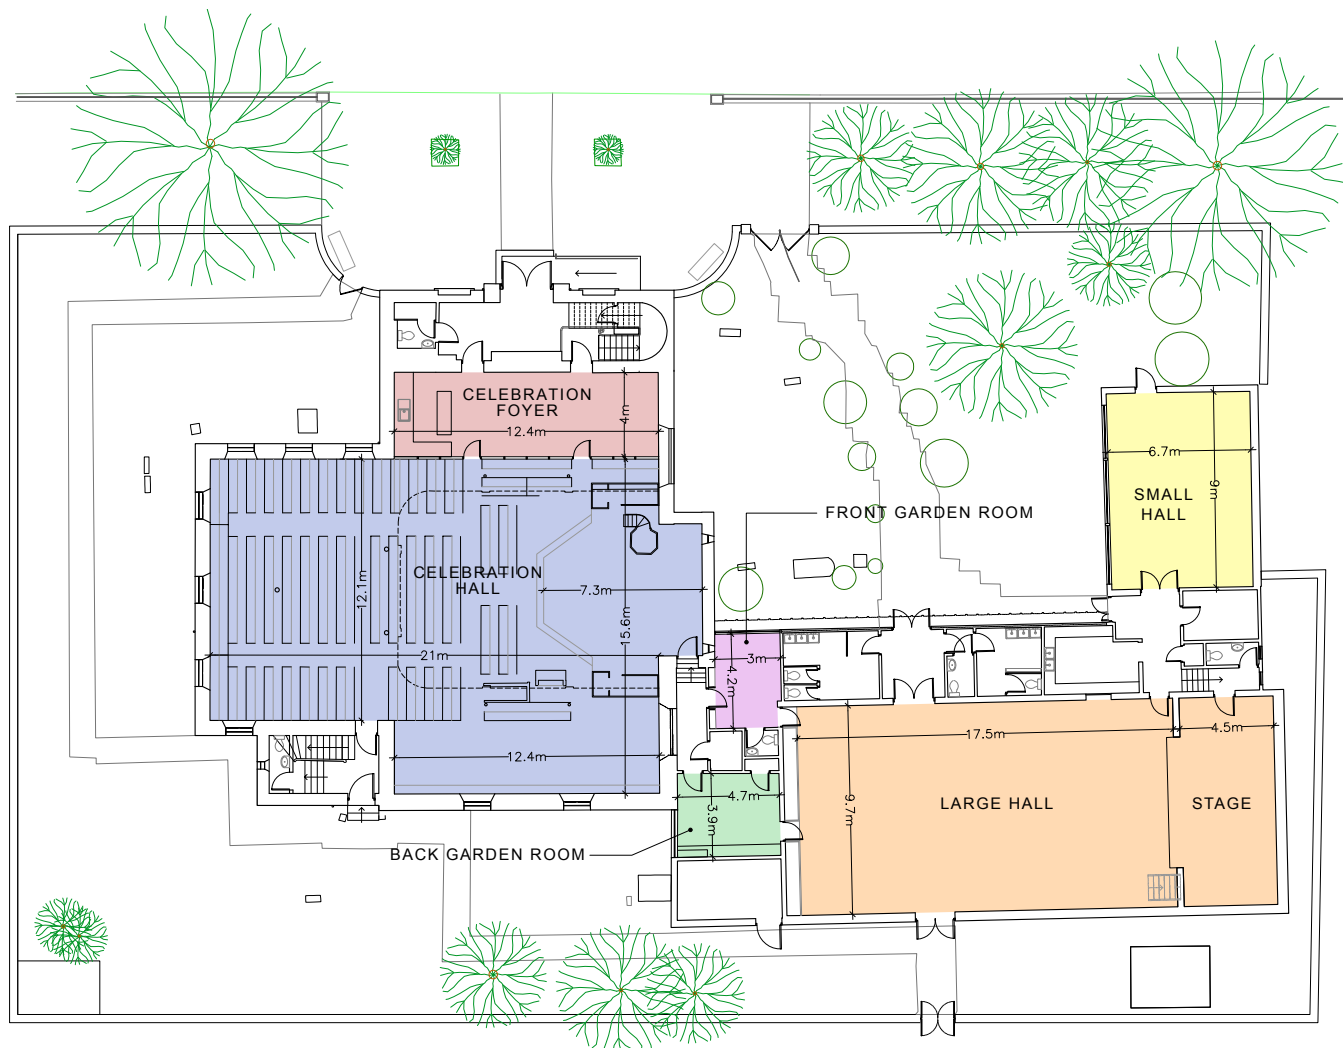 CELEBRATION
FOYER
12.4m
4m
6.7m
9m
SMALL
HALL
FRONT GARDEN ROOM
CELEBRATION
HALL
12.1m
7.3m
15.6m
21m
3m
4.2m
12.4m
17.5m
4.5m
4.7m
3.9m
9.7m
LARGE HALL
STAGE
BACK GARDEN ROOM